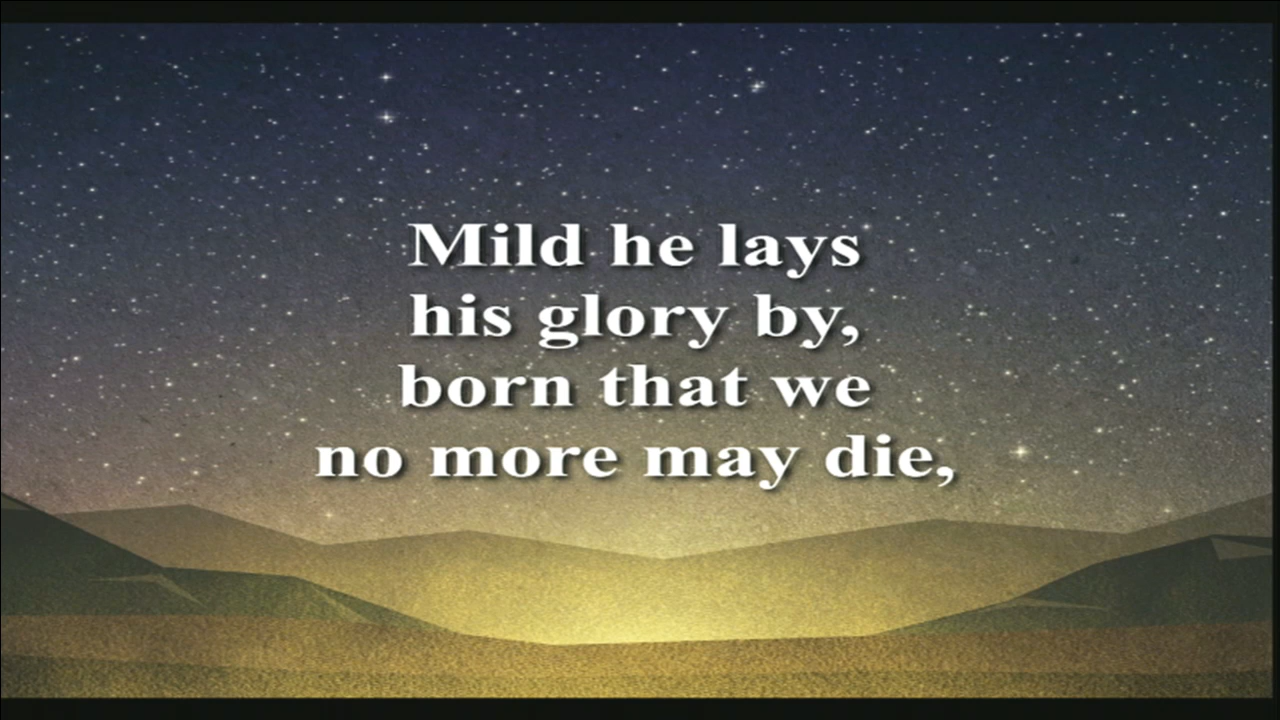 Mild he lays
his glory by,
born that we
no more may die,